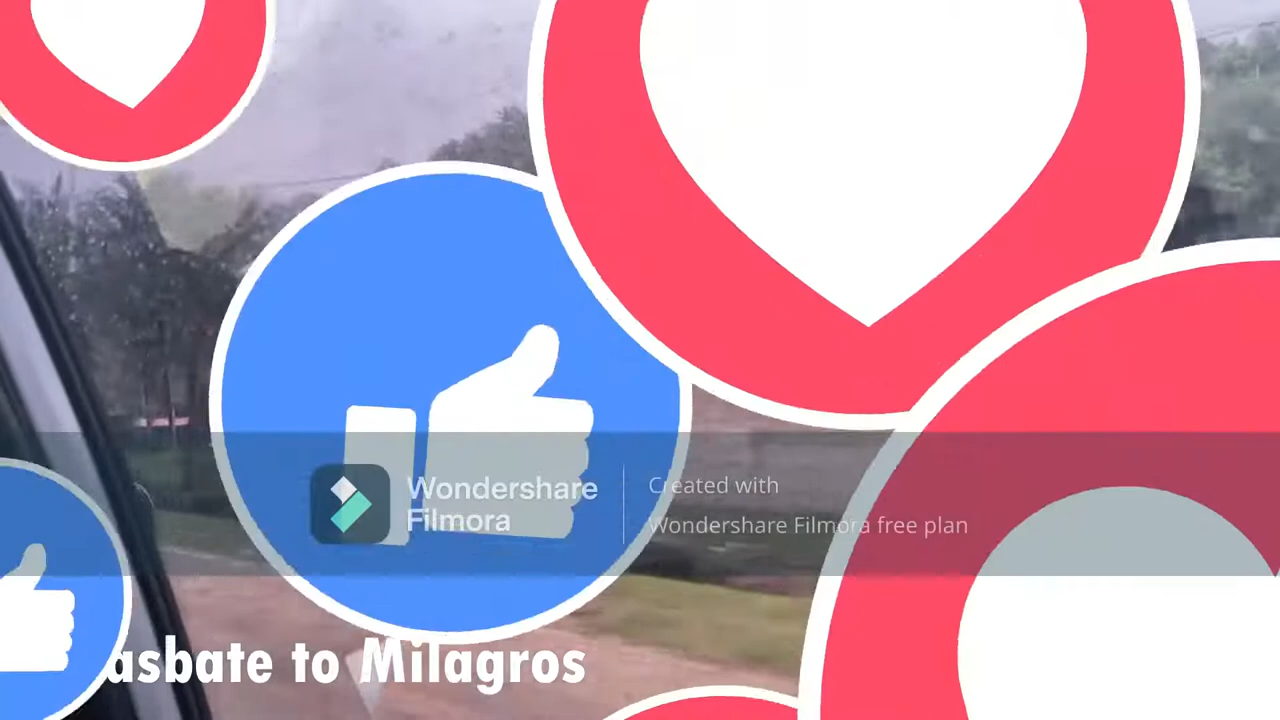 Wondershare
Filmora
Created with
Wondershare Filmora free plan
asbate to Milagros